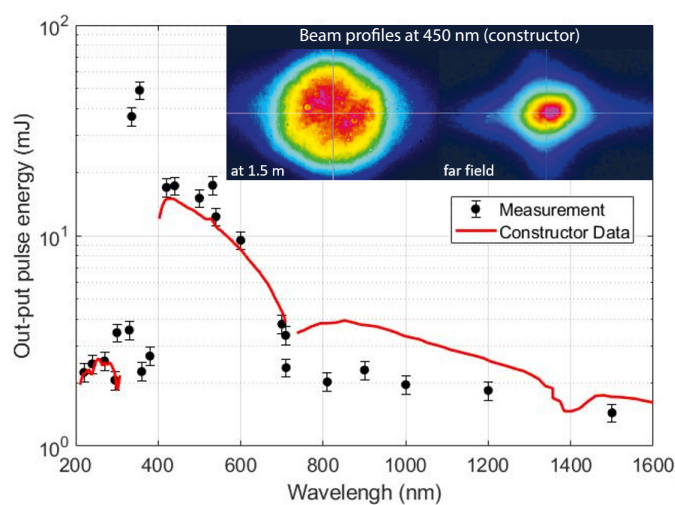 Beam profiles at 450 nm (constructor)
at 1.5 m
far field
Measurement
Constructor Data
Out-put pulse energy (mJ)
10^2
10^1
10^0
200 400 600 800 1000 1200 1400 1600
Wavelengh (nm)